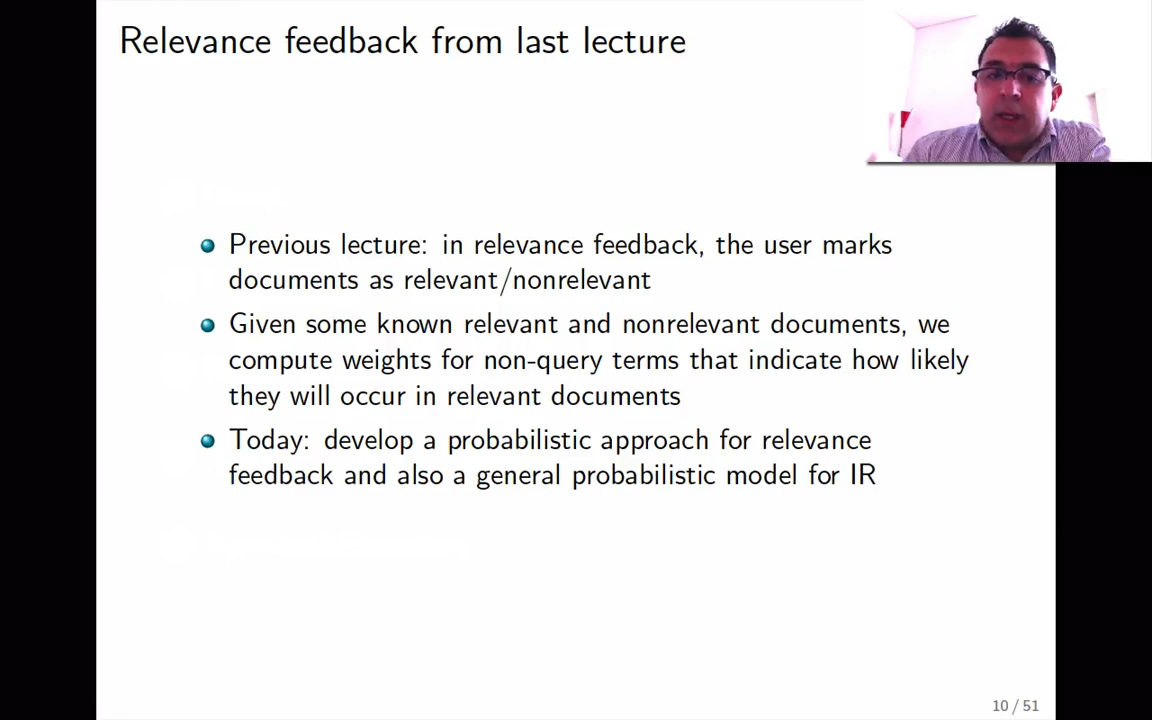 Relevance feedback from last lecture
Previous lecture: in relevance feedback, the user marks
documents as relevant/nonrelevant
Given some known relevant and nonrelevant documents, we
compute weights for non-query terms that indicate how likely
they will occur in relevant documents
Today: develop a probabilistic approach for relevance
feedback and also a general probabilistic model for IR
10 / 51